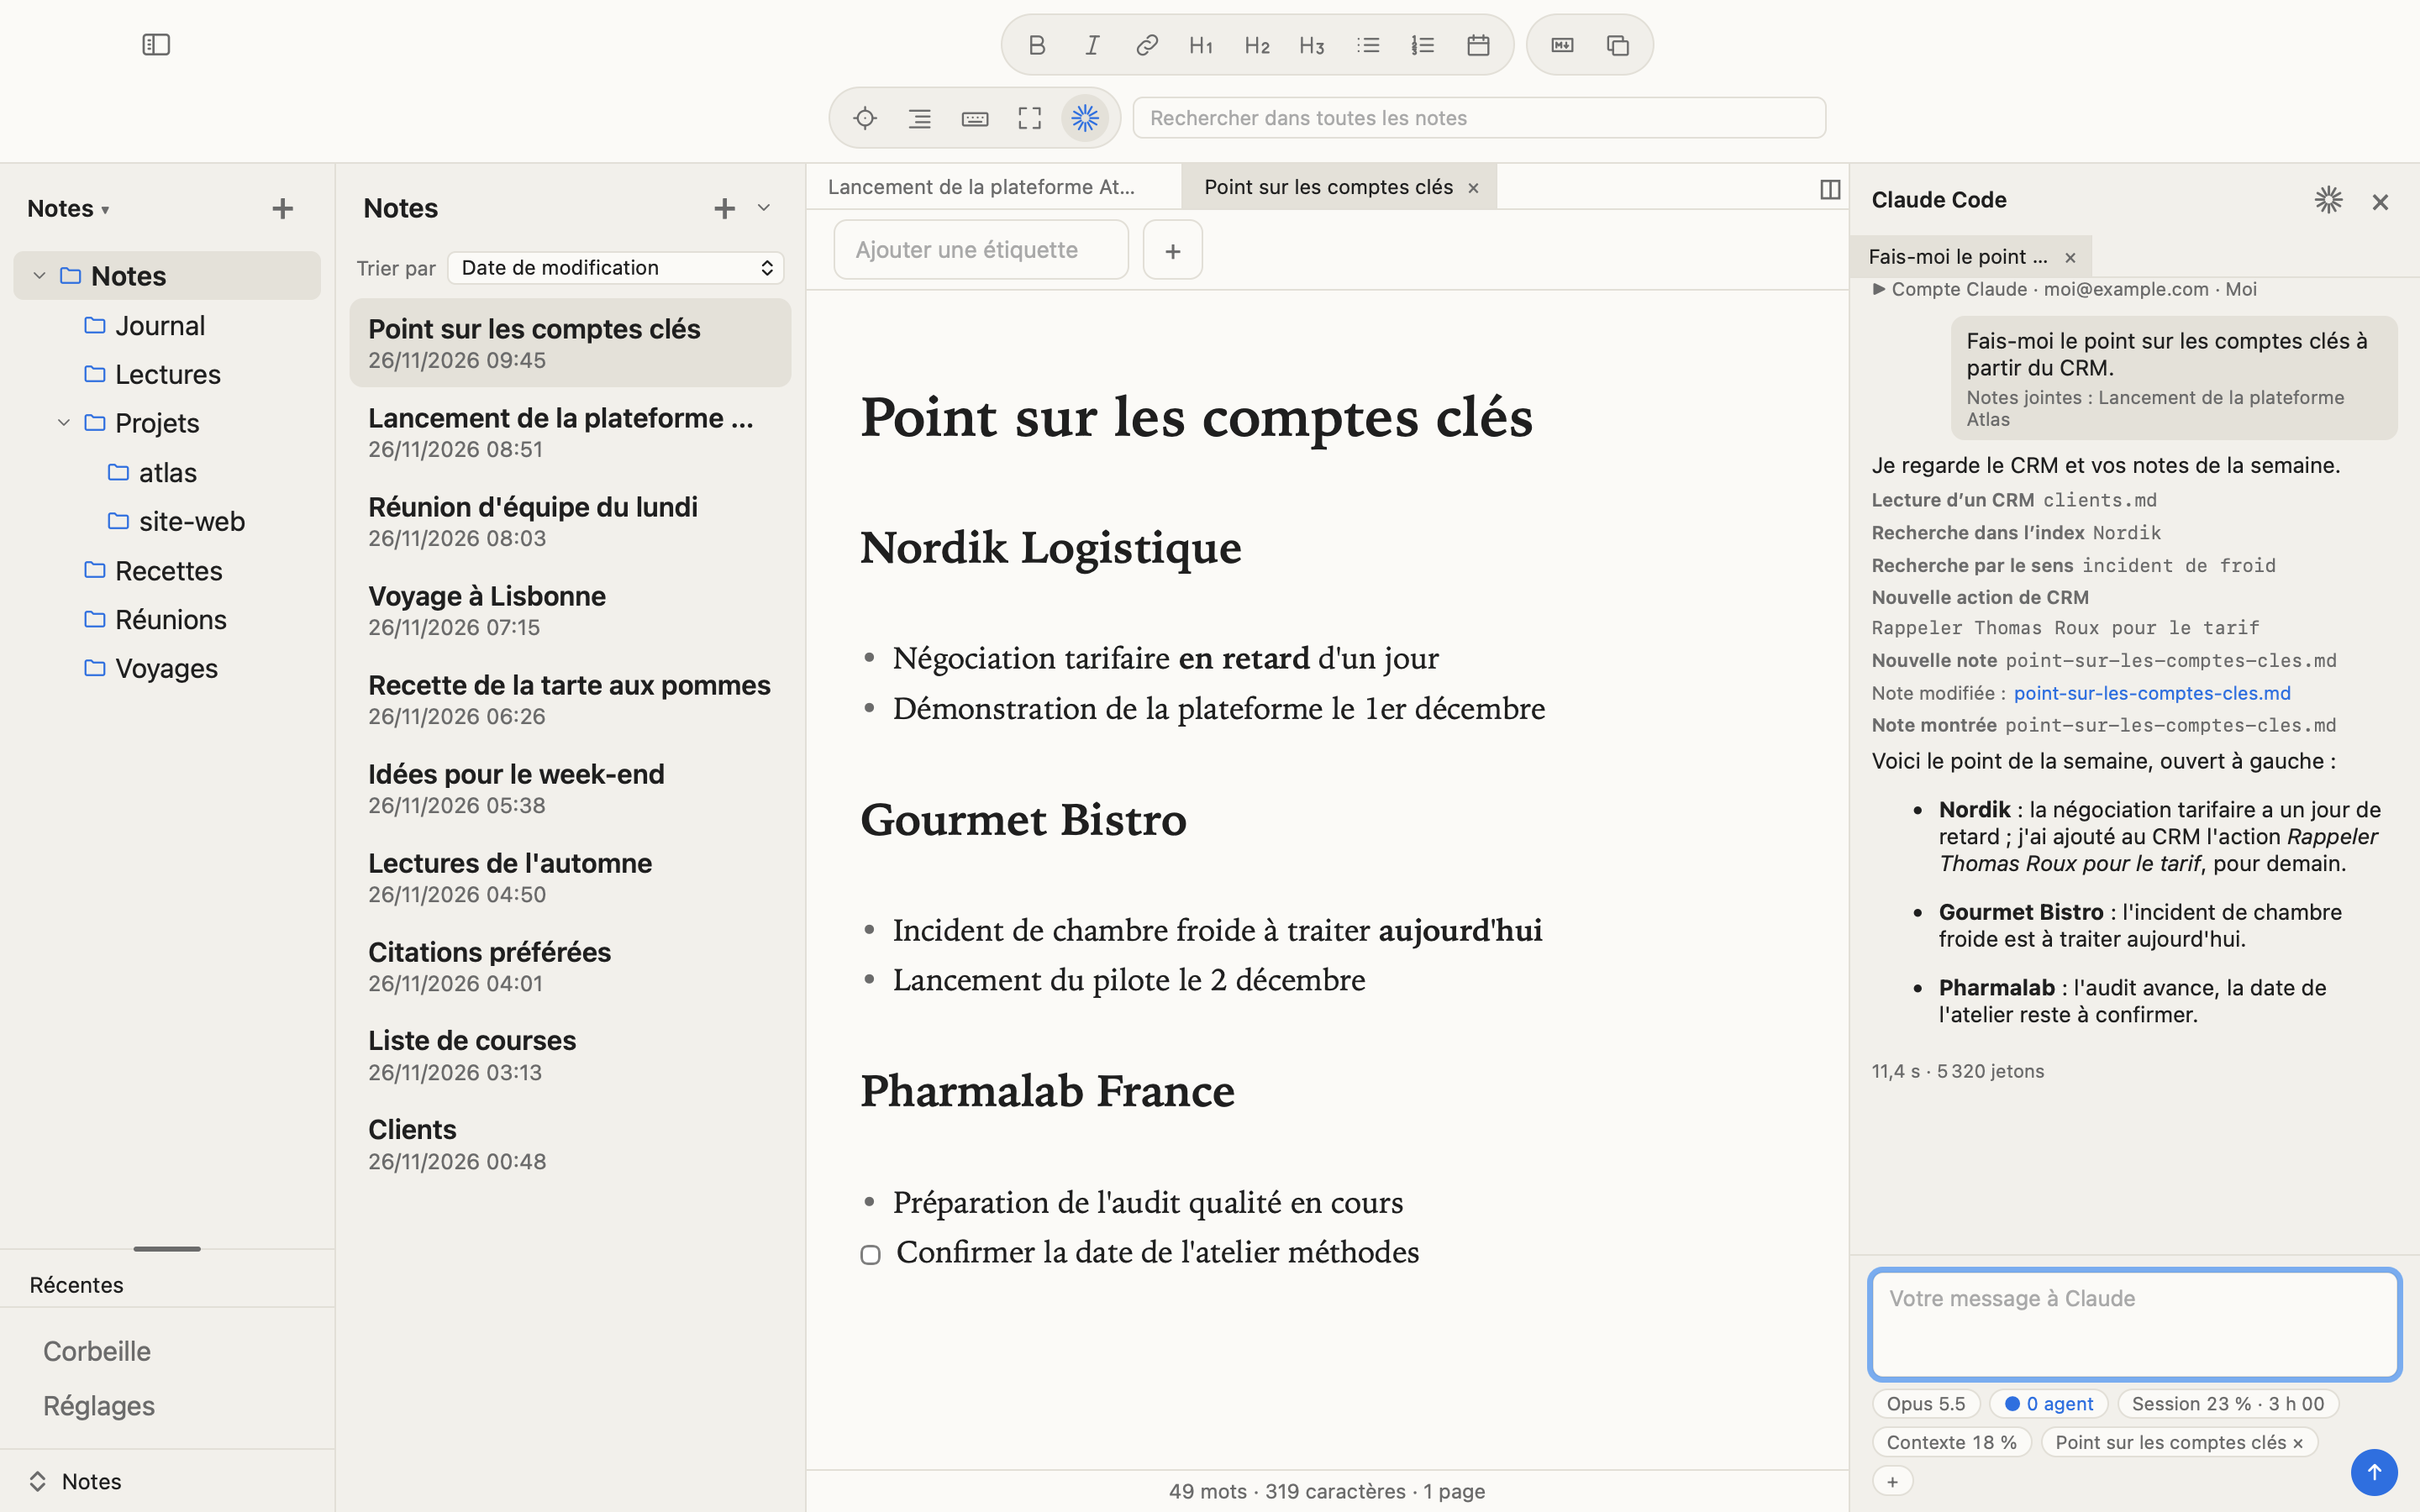 B I H1 H2 H3
Rechercher dans toutes les notes
Notes
Notes
Journal
Lectures
Projets
atlas
site-web
Recettes
Réunions
Voyages
Récentes
Corbeille
Réglages
Notes
Notes
Trier par Date de modification
Point sur les comptes clés
26/11/2026 09:45
Lancement de la plateforme ...
26/11/2026 08:51
Réunion d'équipe du lundi
26/11/2026 08:03
Voyage à Lisbonne
26/11/2026 07:15
Recette de la tarte aux pommes
26/11/2026 06:26
Idées pour le week-end
26/11/2026 05:38
Lectures de l'automne
26/11/2026 04:50
Citations préférées
26/11/2026 04:01
Liste de courses
26/11/2026 03:13
Clients
26/11/2026 00:48
Lancement de la plateforme At... Point sur les comptes clés ×
Ajouter une étiquette +
Point sur les comptes clés
Nordik Logistique
• Négociation tarifaire en retard d'un jour
• Démonstration de la plateforme le 1er décembre
Gourmet Bistro
• Incident de chambre froide à traiter aujourd'hui
• Lancement du pilote le 2 décembre
Pharmalab France
• Préparation de l'audit qualité en cours
Confirmer la date de l'atelier méthodes
49 mots · 319 caractères · 1 page
Claude Code
Fais-moi le point ... ×
Compte Claude · moi@example.com · Moi
Fais-moi le point sur les comptes clés à
partir du CRM.
Notes jointes : Lancement de la plateforme
Atlas
Je regarde le CRM et vos notes de la semaine.
Lecture d’un CRM clients.md
Recherche dans l’index Nordik
Recherche par le sens incident de froid
Nouvelle action de CRM
Rappeler Thomas Roux pour le tarif
Nouvelle note point-sur-les-comptes-cles.md
Note modifiée : point-sur-les-comptes-cles.md
Note montrée point-sur-les-comptes-cles.md
Voici le point de la semaine, ouvert à gauche :
• Nordik : la négociation tarifaire a un jour de
retard ; j'ai ajouté au CRM l'action Rappeler
Thomas Roux pour le tarif, pour demain.
• Gourmet Bistro : l'incident de chambre
froide est à traiter aujourd'hui.
• Pharmalab : l'audit avance, la date de
l'atelier reste à confirmer.
11,4 s · 5 320 jetons
Votre message à Claude
Opus 5.5 0 agent Session 23 % · 3 h 00
Contexte 18 % Point sur les comptes clés ×
+